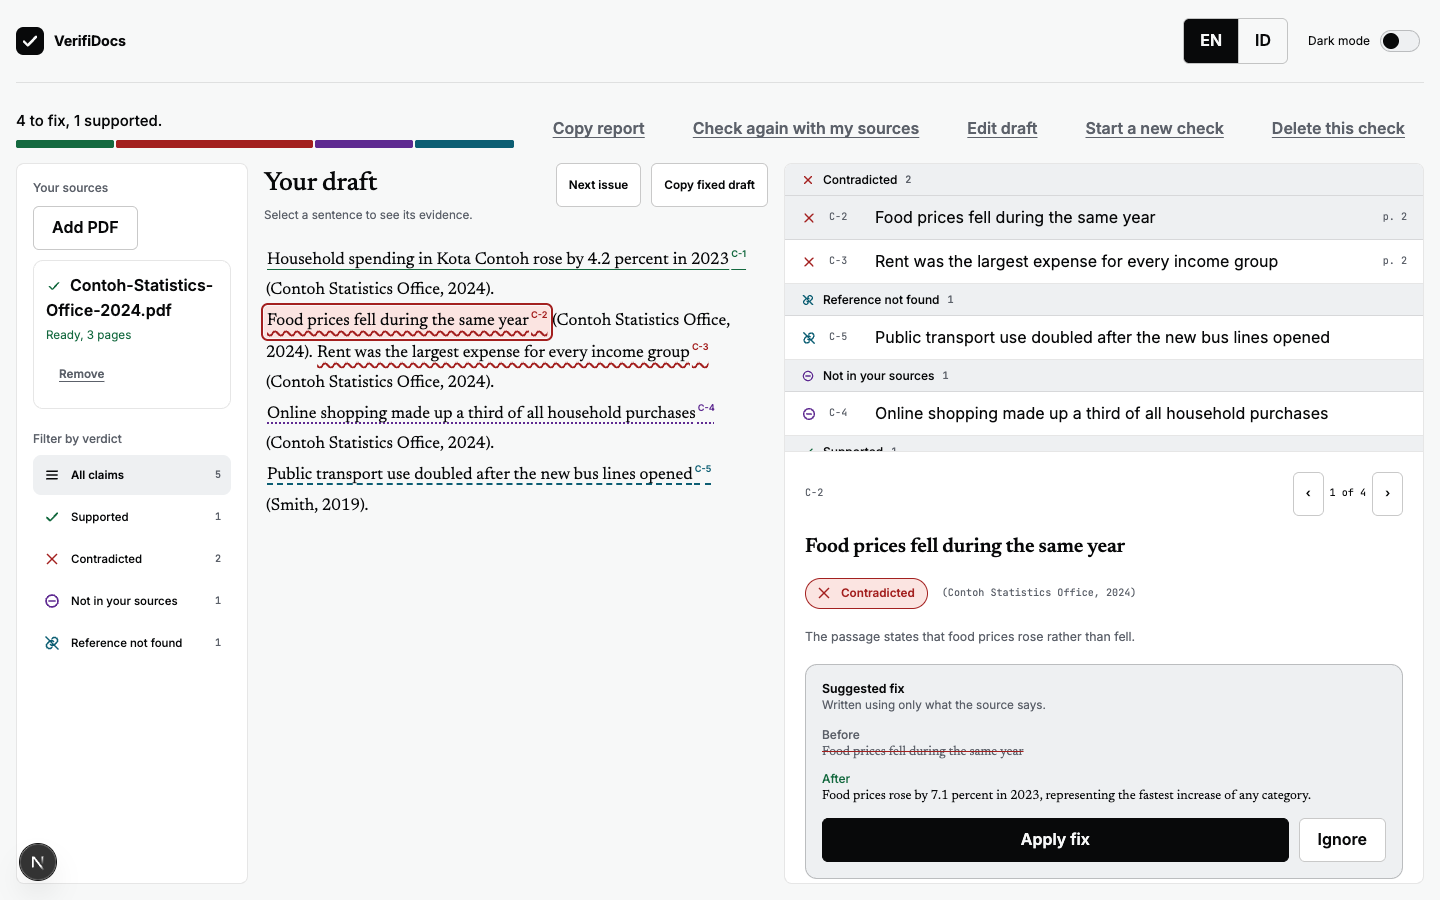 VerifiDocs
EN
ID
Dark mode
4 to fix, 1 supported.
Copy report
Check again with my sources
Edit draft
Start a new check
Delete this check
Your sources
Add PDF
Contoh-Statistics-
Office-2024.pdf
Ready, 3 pages
Remove
Filter by verdict
All claims 5
Supported 1
Contradicted 2
Not in your sources 1
Reference not found 1
N
Your draft
Next issue
Copy fixed draft
Select a sentence to see its evidence.
Household spending in Kota Contoh rose by 4.2 percent in 2023 C-1
(Contoh Statistics Office, 2024).
Food prices fell during the same year C-2 (Contoh Statistics Office,
2024). Rent was the largest expense for every income group C-3
(Contoh Statistics Office, 2024).
Online shopping made up a third of all household purchases C-4
(Contoh Statistics Office, 2024).
Public transport use doubled after the new bus lines opened C-5
(Smith, 2019).
Contradicted 2
C-2 Food prices fell during the same year p. 2
C-3 Rent was the largest expense for every income group p. 2
Reference not found 1
C-5 Public transport use doubled after the new bus lines opened
Not in your sources 1
C-4 Online shopping made up a third of all household purchases
Supported 1
C-2
‹ 1 of 4 ›
Food prices fell during the same year
Contradicted
(Contoh Statistics Office, 2024)
The passage states that food prices rose rather than fell.
Suggested fix
Written using only what the source says.
Before
Food prices fell during the same year
After
Food prices rose by 7.1 percent in 2023, representing the fastest increase of any category.
Apply fix
Ignore